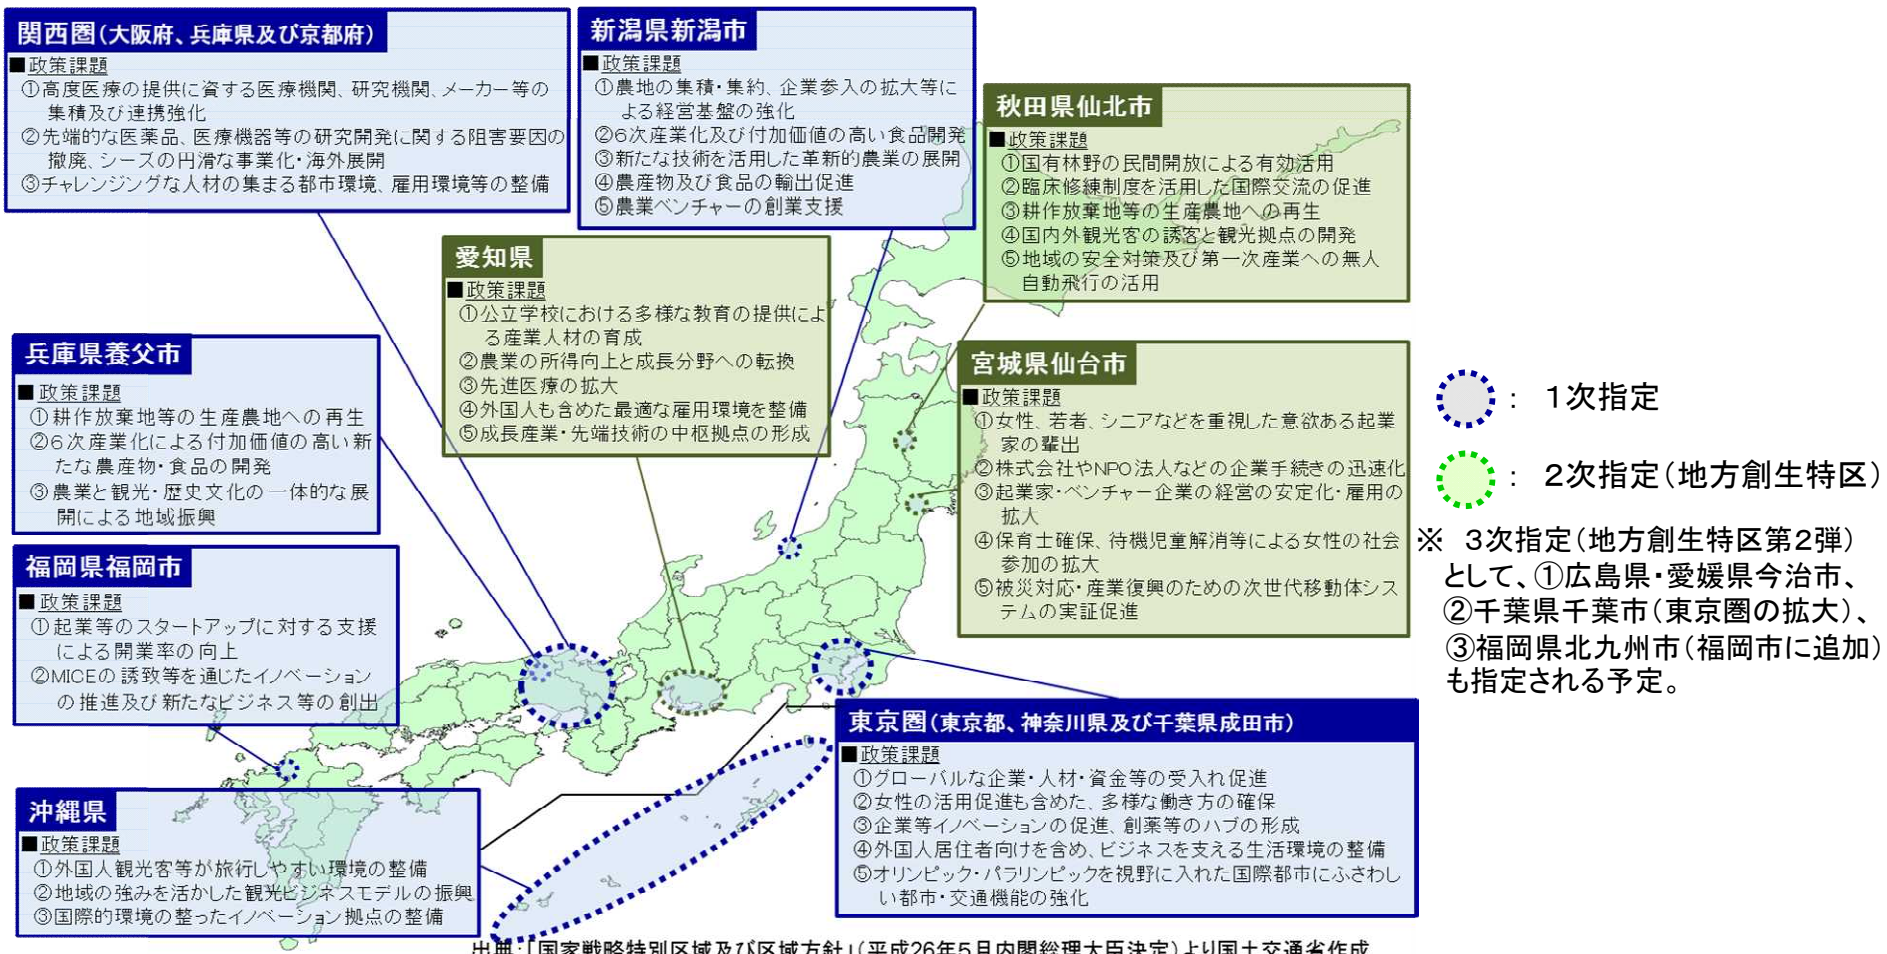 関西圏(大阪府、兵庫県及び京都府)
■政策課題
①高度医療の提供に資する医療機関、研究機関、メーカー等の
集積及び連携強化
②先端的な医薬品、医療機器等の研究開発に関する阻害要因の
撤廃、シーズの円滑な事業化・海外展開
③チャレンジングな人材の集まる都市環境、雇用環境等の整備
新潟県新潟市
■政策課題
①農地の集積・集約、企業参入の拡大等に
よる経営基盤の強化
②6次産業化及び付加価値の高い食品開発
③新たな技術を活用した革新的農業の展開
④農産物及び食品の輸出促進
⑤農業ベンチャーの創業支援
秋田県仙北市
■政策課題
①国有林野の民間開放による有効活用
②臨床修練制度を活用した国際交流の促進
③耕作放棄地等の生産農地への再生
④国内外観光客の誘客と観光拠点の開発
⑤地域の安全対策及び第一次産業への無人
自動飛行の活用
愛知県
■政策課題
①公立学校における多様な教育の提供によ
る産業人材の育成
②農業の所得向上と成長分野への転換
③先進医療の拡大
④外国人も含めた最適な雇用環境を整備
⑤成長産業・先端技術の中枢拠点の形成
兵庫県養父市
■政策課題
①耕作放棄地等の生産農地への再生
②6次産業化による付加価値の高い新
たな農産物・食品の開発
③農業と観光・歴史文化の一体的な展
開による地域振興
宮城県仙台市
■政策課題
①女性、若者、シニアなどを重視した意欲ある起業
家の輩出
②株式会社やNPO法人などの企業手続きの迅速化
③起業家・ベンチャー企業の経営の安定化・雇用の
拡大
④保育士確保、待機児童解消等による女性の社会
参加の拡大
⑤被災対応・産業復興のための次世代移動体シス
テムの実証促進
福岡県福岡市
■政策課題
①起業等のスタートアップに対する支援
による開業率の向上
②MICEの誘致等を通じたイノベーション
の推進及び新たなビジネス等の創出
東京圏(東京都、神奈川県及び千葉県成田市)
■政策課題
①グローバルな企業・人材・資金等の受入れ促進
②女性の活用促進も含めた、多様な働き方の確保
③企業等イノベーションの促進、創薬等のハブの形成
④外国人居住者向けを含め、ビジネスを支える生活環境の整備
⑤オリンピック・パラリンピックを視野に入れた国際都市にふさわし
い都市・交通機能の強化
沖縄県
■政策課題
①外国人観光客等が旅行しやすい環境の整備
②地域の強みを活かした観光ビジネスモデルの振興
③国際的環境の整ったイノベーション拠点の整備
: 1次指定
: 2次指定(地方創生特区)
※ 3次指定(地方創生特区第2弾)
として、①広島県・愛媛県今治市、
②千葉県千葉市(東京圏の拡大)、
③福岡県北九州市(福岡市に追加)
も指定される予定。
出典:「国家戦略特別区域及び区域方針」(平成26年5月内閣総理大臣決定)より国土交通省作成